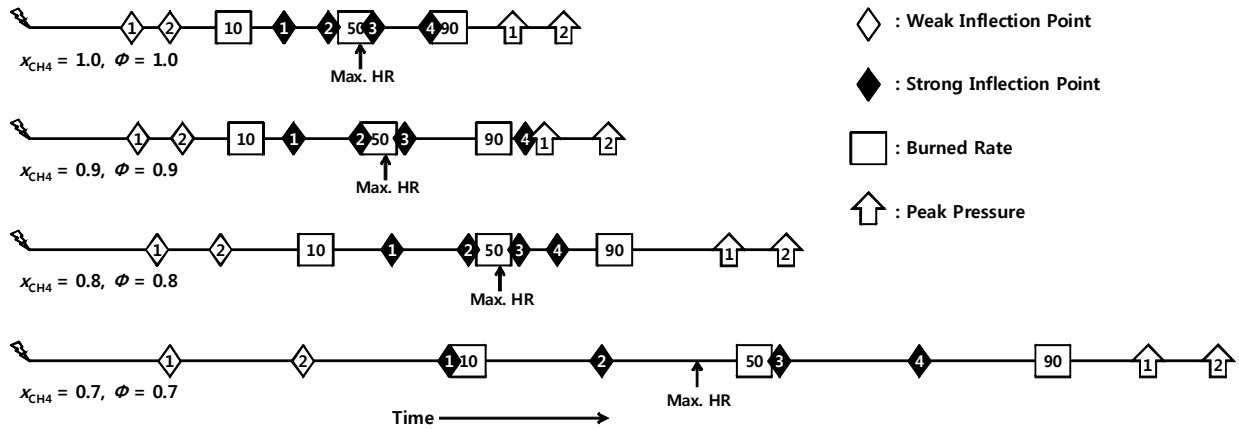 1 2 10 1 2 50 3 4 90 1 2
Max. HR
xCH4 = 1.0, Φ = 1.0
1 2 10 1 2 50 3 90 4 1 2
Max. HR
xCH4 = 0.9, Φ = 0.9
1 2 10 1 2 50 3 4 90 1 2
Max. HR
xCH4 = 0.8, Φ = 0.8
1 2 1 10 2 50 3 4 90 1 2
Max. HR
xCH4 = 0.7, Φ = 0.7
Time
: Weak Inflection Point
: Strong Inflection Point
: Burned Rate
: Peak Pressure